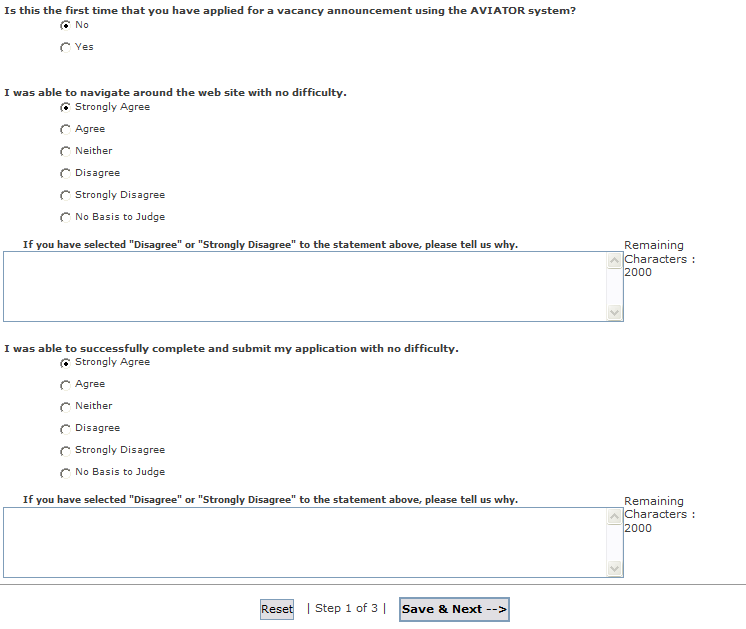 Is this the first time that you have applied for a vacancy announcement using the AVIATOR system?
No
Yes
I was able to navigate around the web site with no difficulty.
Strongly Agree
Agree
Neither
Disagree
Strongly Disagree
No Basis to Judge
If you have selected "Disagree" or "Strongly Disagree" to the statement above, please tell us why.
Remaining
Characters :
2000
I was able to successfully complete and submit my application with no difficulty.
Strongly Agree
Agree
Neither
Disagree
Strongly Disagree
No Basis to Judge
If you have selected "Disagree" or "Strongly Disagree" to the statement above, please tell us why.
Remaining
Characters :
2000
Reset | Step 1 of 3 | Save & Next -->